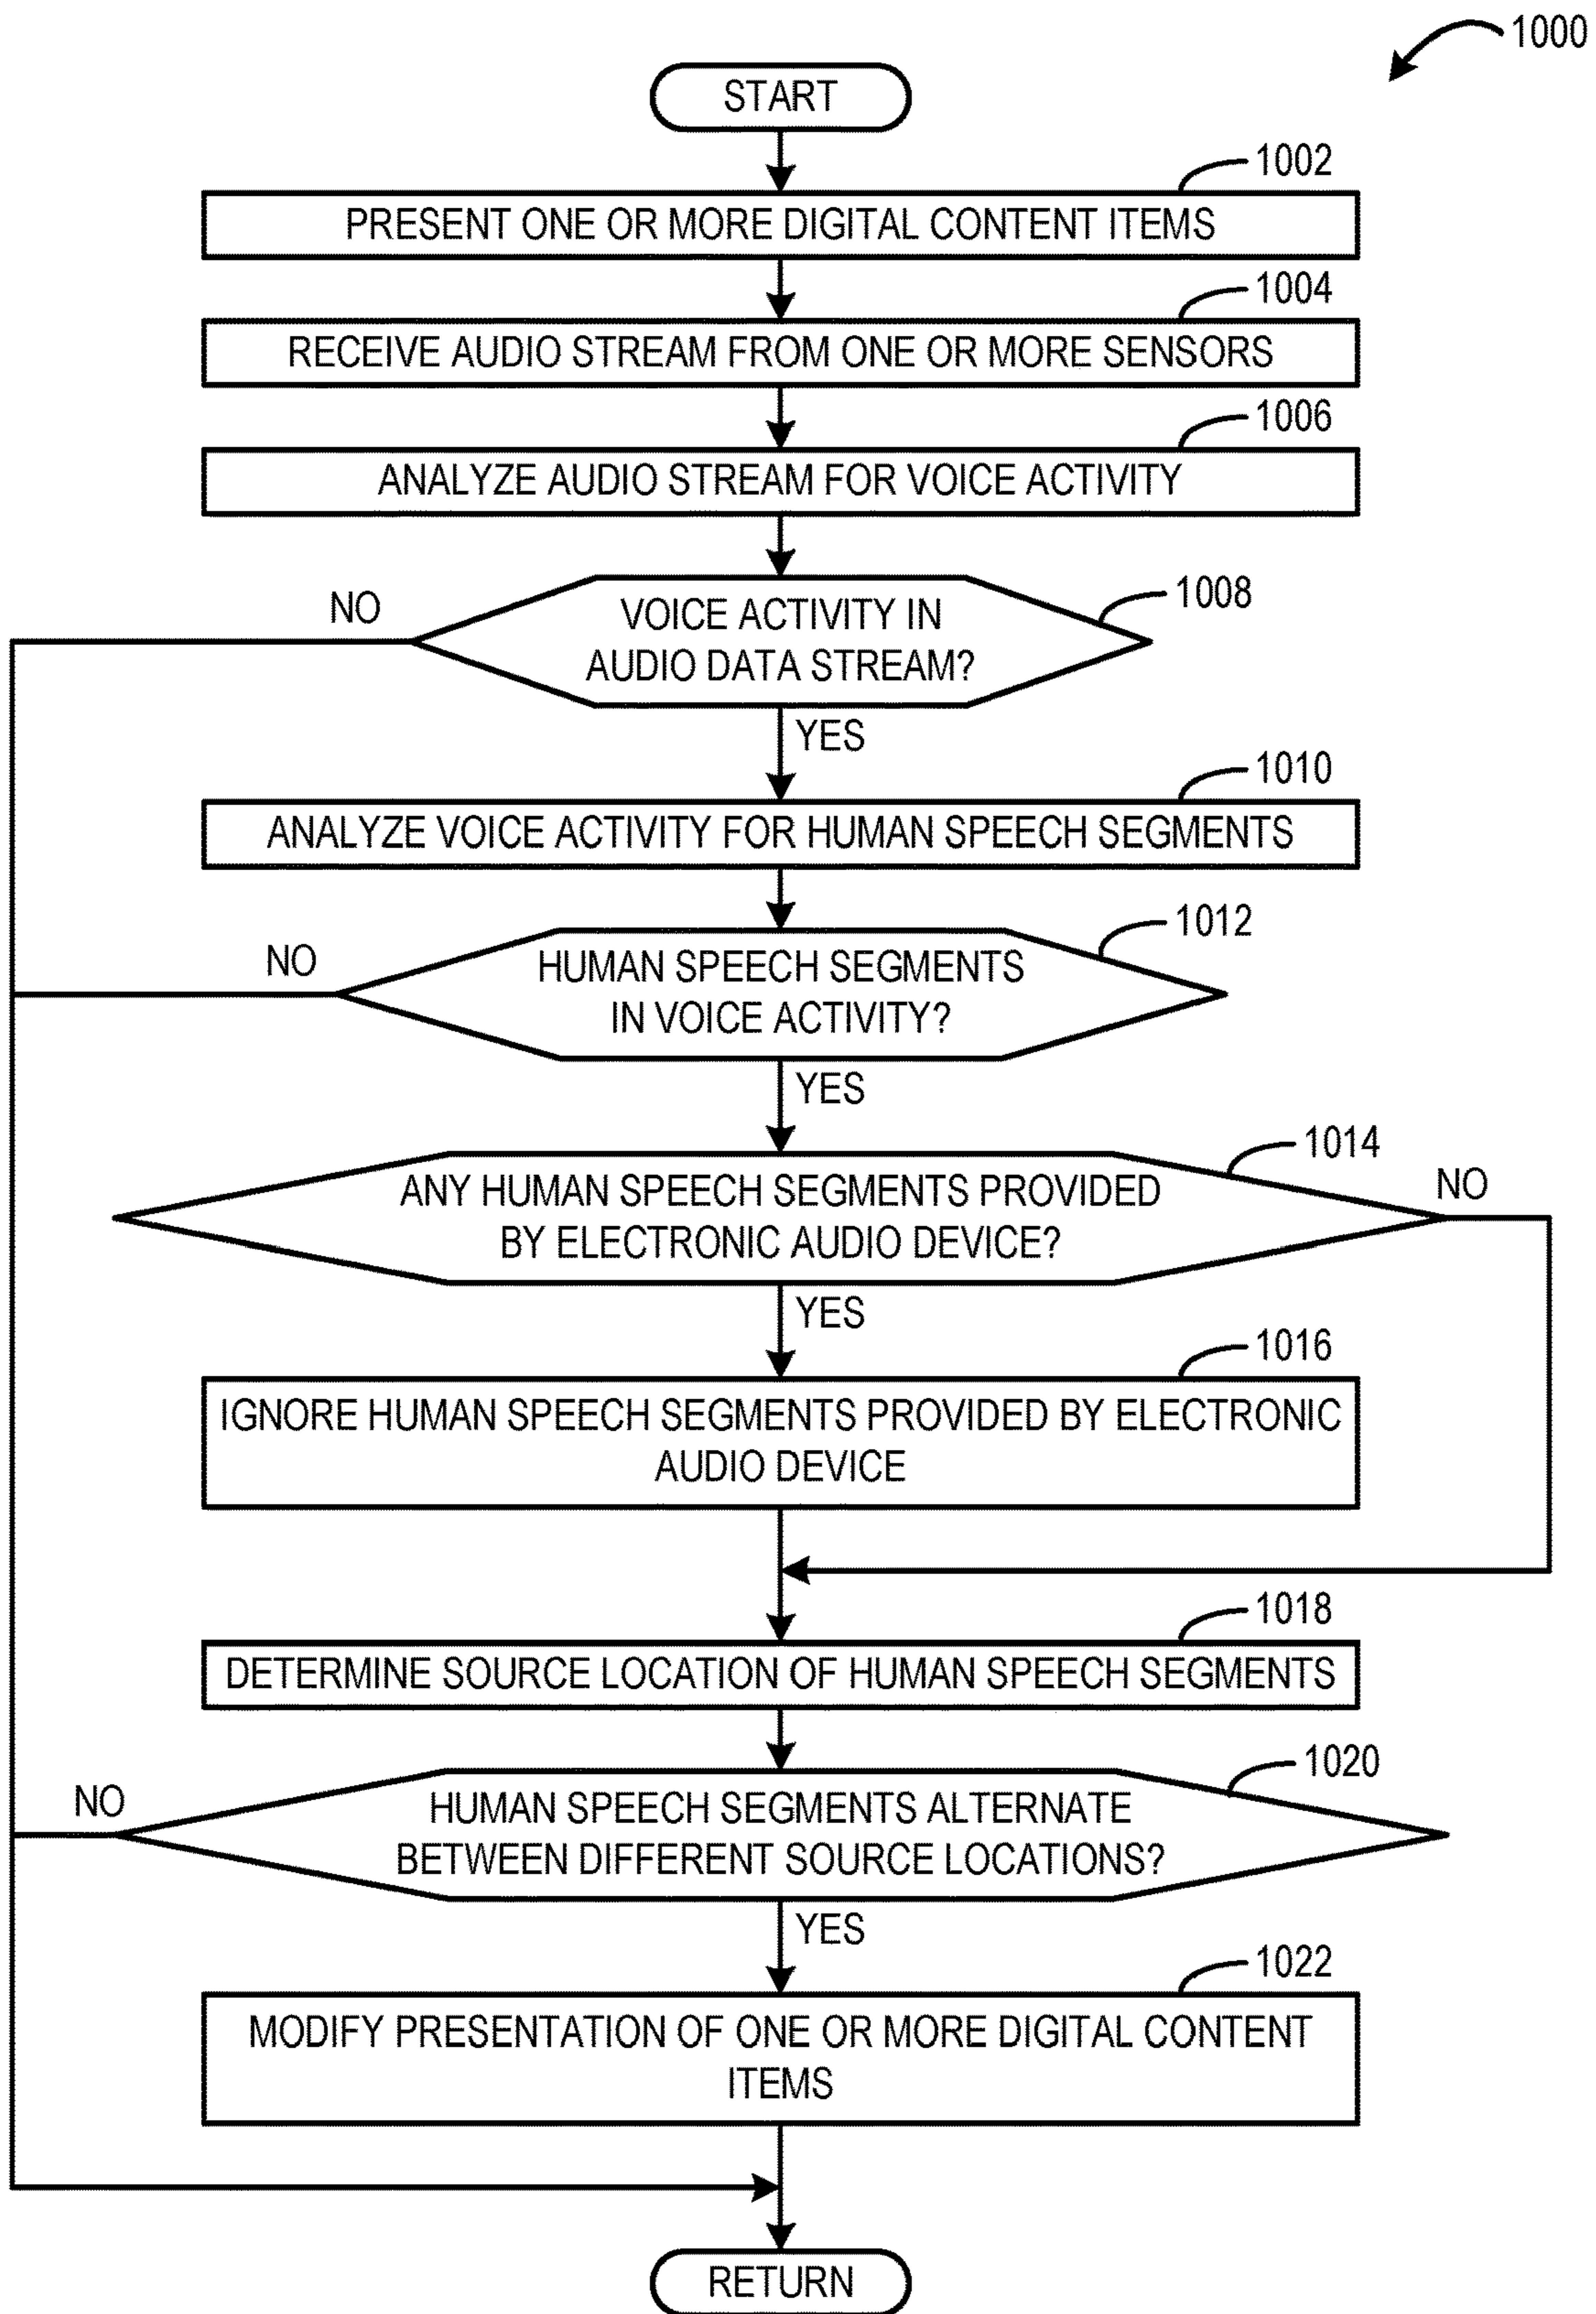 1000
START
1002
PRESENT ONE OR MORE DIGITAL CONTENT ITEMS
1004
RECEIVE AUDIO STREAM FROM ONE OR MORE SENSORS
1006
ANALYZE AUDIO STREAM FOR VOICE ACTIVITY
1008
NO
VOICE ACTIVITY IN
AUDIO DATA STREAM?
YES
1010
ANALYZE VOICE ACTIVITY FOR HUMAN SPEECH SEGMENTS
1012
NO
HUMAN SPEECH SEGMENTS
IN VOICE ACTIVITY?
YES
1014
NO
ANY HUMAN SPEECH SEGMENTS PROVIDED
BY ELECTRONIC AUDIO DEVICE?
YES
1016
IGNORE HUMAN SPEECH SEGMENTS PROVIDED BY ELECTRONIC
AUDIO DEVICE
1018
DETERMINE SOURCE LOCATION OF HUMAN SPEECH SEGMENTS
1020
NO
HUMAN SPEECH SEGMENTS ALTERNATE
BETWEEN DIFFERENT SOURCE LOCATIONS?
YES
1022
MODIFY PRESENTATION OF ONE OR MORE DIGITAL CONTENT
ITEMS
RETURN